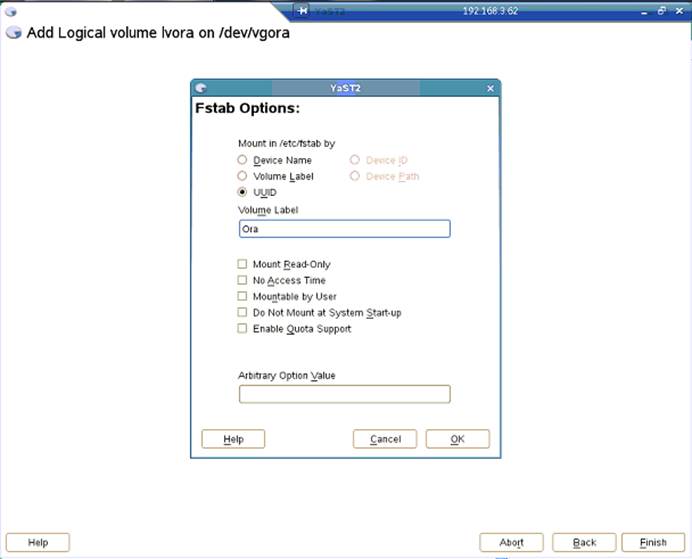 YaST2 192.168.3.62
Add Logical volume lvora on /dev/vgora
YaST2
Fstab Options:
Mount in /etc/fstab by
Device Name Device ID
Volume Label Device Path
UUID
Volume Label
Ora
Mount Read-Only
No Access Time
Mountable by User
Do Not Mount at System Start-up
Enable Quota Support
Arbitrary Option Value
Help Cancel OK
Help Abort Back Finish